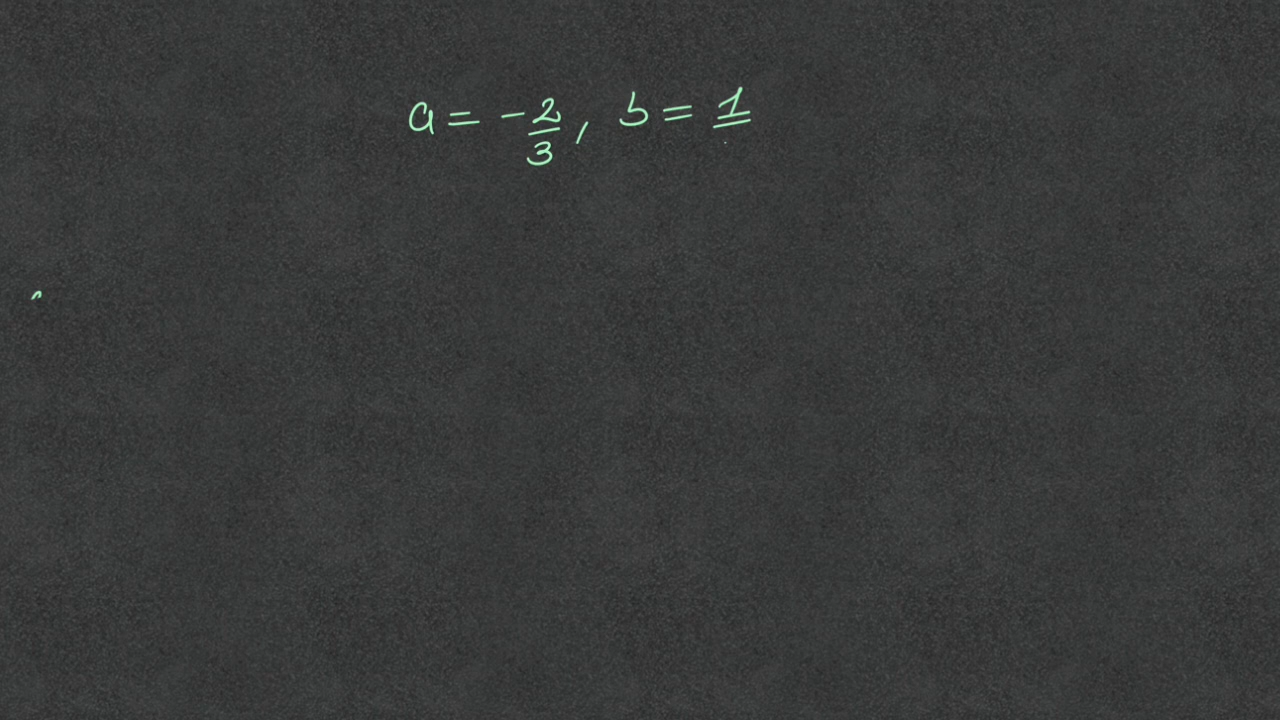 a = -2/3, b = 1